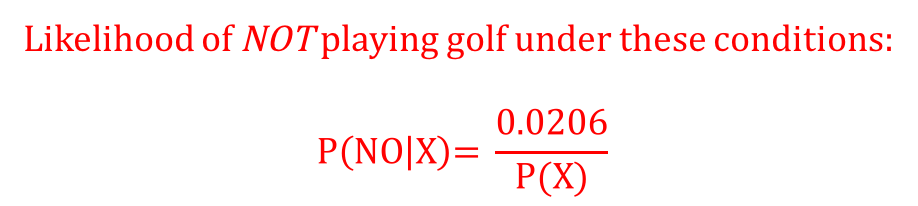 Likelihood of NOT playing golf under these conditions:
P(NO|X)= 0.0206
P(X)